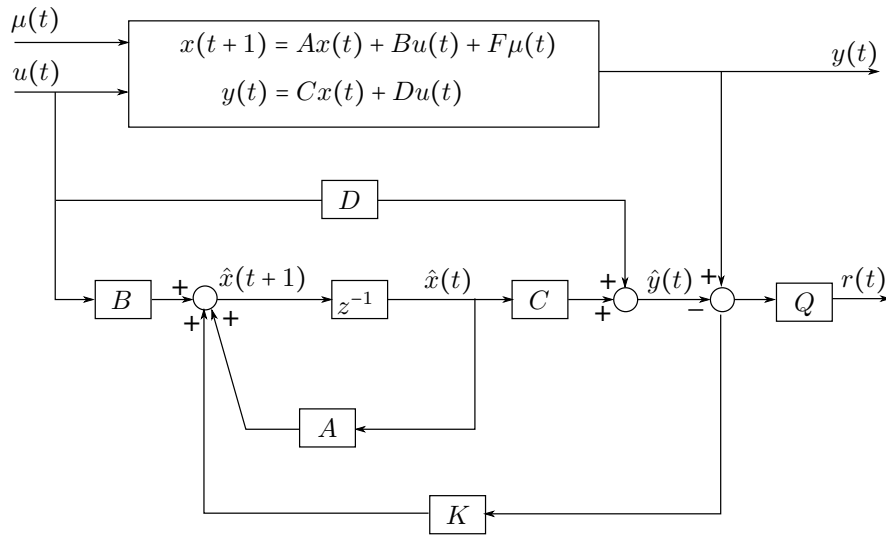 μ(t)
x(t+1) = Ax(t) + Bu(t) + Fμ(t)
y(t)
u(t)
y(t) = Cx(t) + Du(t)
D
x̂(t+1)
x̂(t)
ŷ(t)
r(t)
B
+
+
+
z⁻¹
C
+
+
+
−
Q
A
K